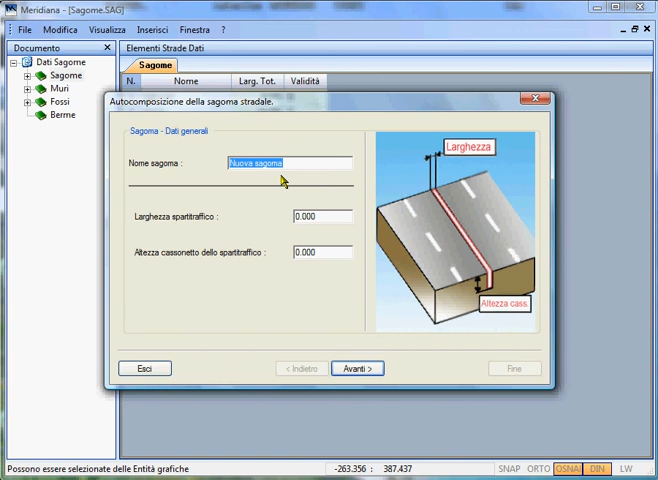 Meridiana - [Sagome.SAG]
File Modifica Visualizza Inserisci Finestra ?
Documento
Elementi Strade Dati
Dati Sagome
Sagome
Muri
Fossi
Berme
Sagome
N. Nome Larg. Tot. Validità
Autocomposizione della sagoma stradale.
Sagoma - Dati generali
Nome sagoma : Nuova sagoma
Larghezza spartitraffico : 0.000
Altezza cassonetto dello spartitraffico : 0.000
Larghezza
Altezza cass.
Esci < Indietro Avanti > Fine
Possono essere selezionate delle Entità grafiche -263.356 : 387.437 SNAP ORTO OSNAP DIN LW